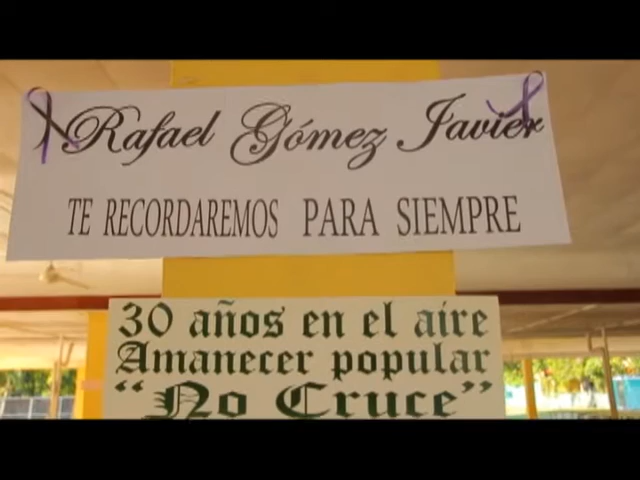 Rafael Gómez Javier
TE RECORDAREMOS PARA SIEMPRE
30 años en el aire
Amanecer popular
“No Cruce”